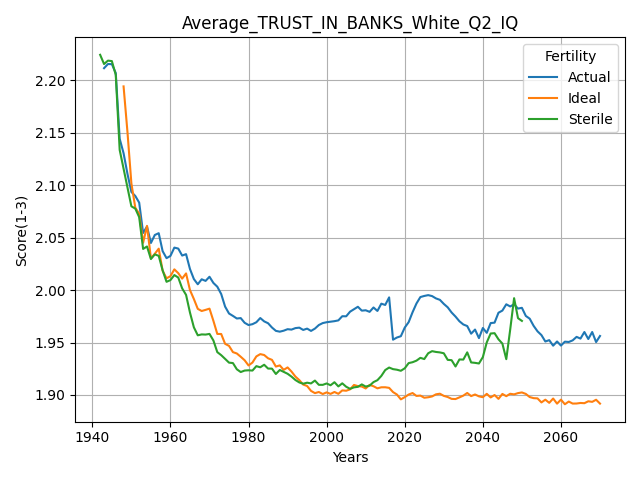 Average_TRUST_IN_BANKS_White_Q2_IQ
Fertility
Actual
Ideal
Sterile
Score(1-3)
2.20
2.15
2.10
2.05
2.00
1.95
1.90
1940 1960 1980 2000 2020 2040 2060
Years